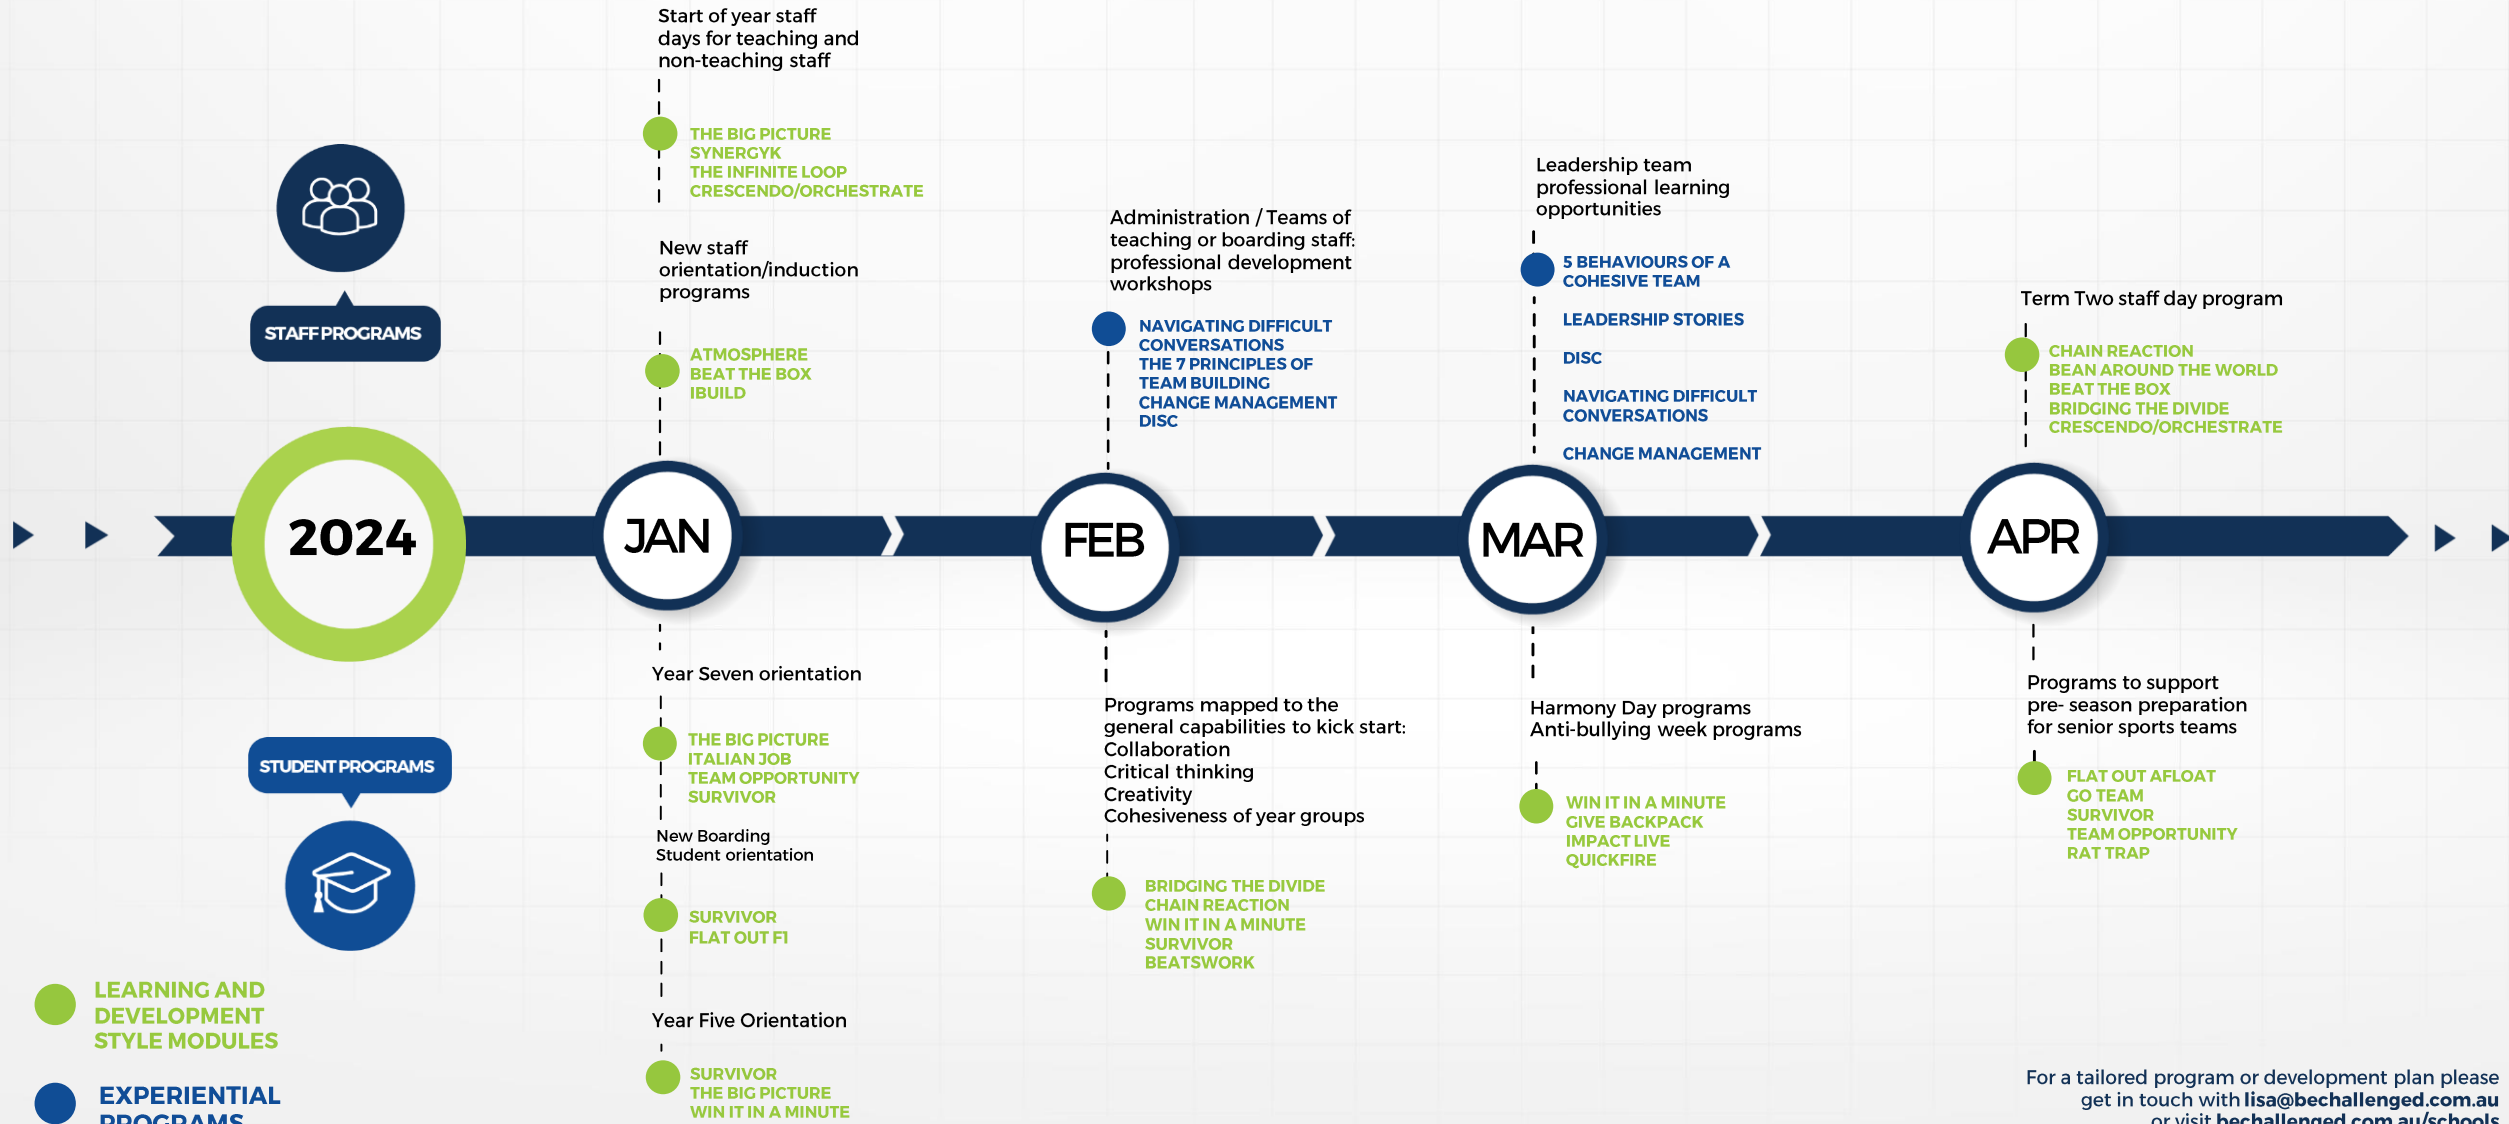 Start of year staff
days for teaching and
non-teaching staff
THE BIG PICTURE
SYNERGYK
THE INFINITE LOOP
CRESCENDO/ORCHESTRATE
New staff
orientation/induction
programs
ATMOSPHERE
BEAT THE BOX
IBUILD
Administration / Teams of
teaching or boarding staff:
professional development
workshops
NAVIGATING DIFFICULT
CONVERSATIONS
THE 7 PRINCIPLES OF
TEAM BUILDING
CHANGE MANAGEMENT
DISC
Leadership team
professional learning
opportunities
5 BEHAVIOURS OF A
COHESIVE TEAM
LEADERSHIP STORIES
DISC
NAVIGATING DIFFICULT
CONVERSATIONS
CHANGE MANAGEMENT
Term Two staff day program
CHAIN REACTION
BEAN AROUND THE WORLD
BEAT THE BOX
BRIDGING THE DIVIDE
CRESCENDO/ORCHESTRATE
STAFF PROGRAMS
2024
JAN
FEB
MAR
APR
STUDENT PROGRAMS
Year Seven orientation
THE BIG PICTURE
ITALIAN JOB
TEAM OPPORTUNITY
SURVIVOR
New Boarding
Student orientation
SURVIVOR
FLAT OUT F1
Year Five Orientation
SURVIVOR
THE BIG PICTURE
WIN IT IN A MINUTE
Programs mapped to the
general capabilities to kick start:
Collaboration
Critical thinking
Creativity
Cohesiveness of year groups
BRIDGING THE DIVIDE
CHAIN REACTION
WIN IT IN A MINUTE
SURVIVOR
BEATSWORK
Harmony Day programs
Anti-bullying week programs
WIN IT IN A MINUTE
GIVE BACKPACK
IMPACT LIVE
QUICKFIRE
Programs to support
pre- season preparation
for senior sports teams
FLAT OUT AFLOAT
GO TEAM
SURVIVOR
TEAM OPPORTUNITY
RAT TRAP
LEARNING AND
DEVELOPMENT
STYLE MODULES
EXPERIENTIAL
PROGRAMS
For a tailored program or development plan please
get in touch with lisa@bechallenged.com.au
or visit bechallenged.com.au/schools